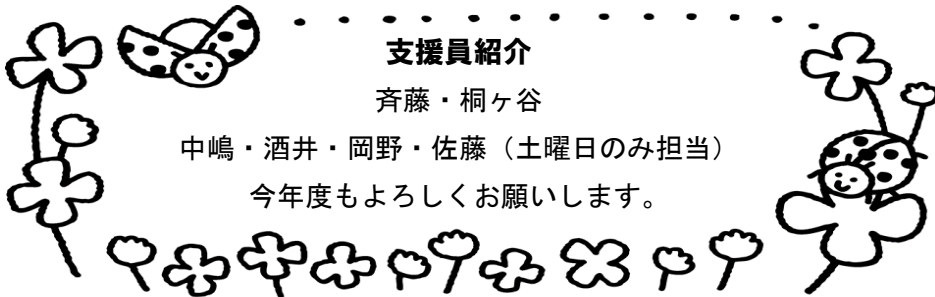 支援員紹介
斉藤・桐ヶ谷
中嶋・酒井・岡野・佐藤（土曜日のみ担当）
今年度もよろしくお願いします。